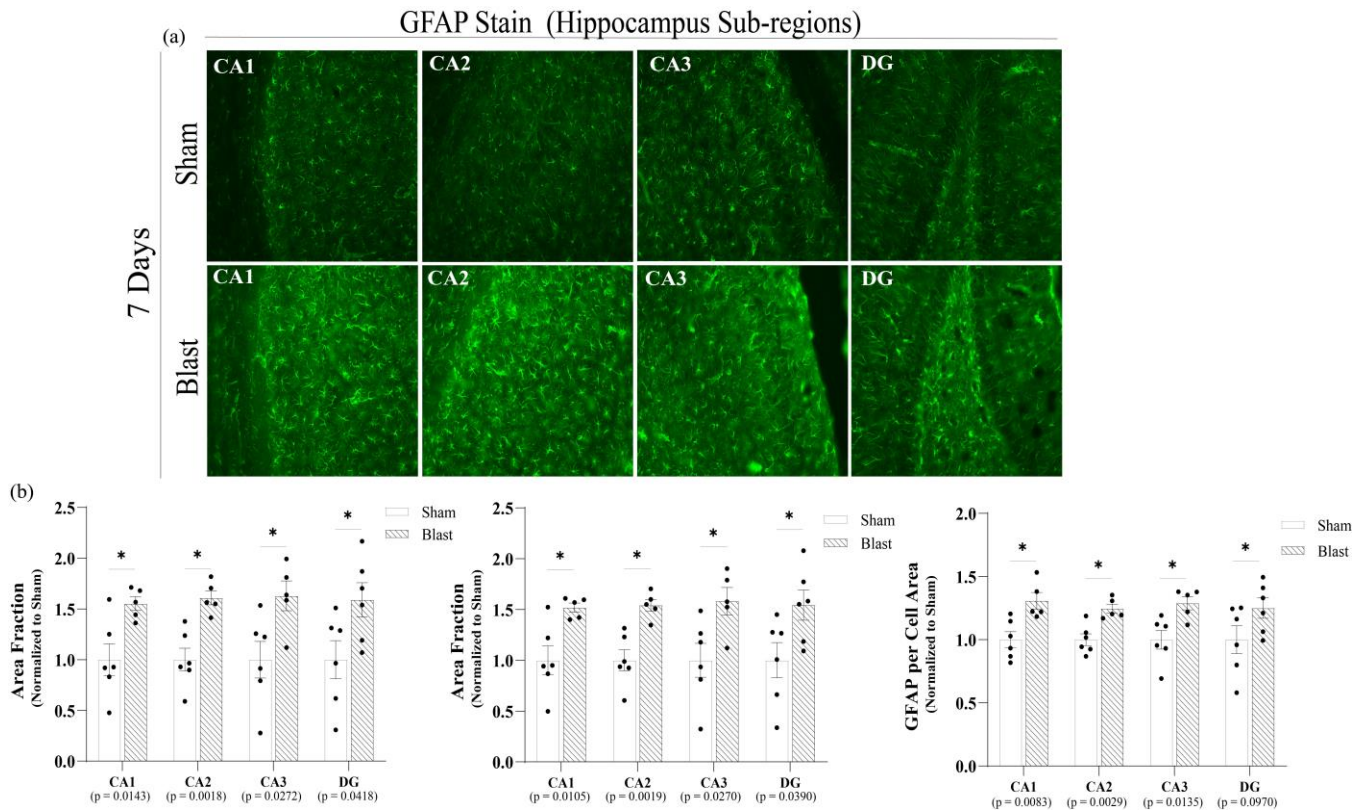 GFAP Stain (Hippocampus Sub-regions)
(a)
7 Days
Sham
CA1
CA2
CA3
DG
Blast
CA1
CA2
CA3
DG
(b)
Area Fraction
(Normalized to Sham)
2.5
2.0
1.5
1.0
0.5
0.0
Sham
Blast
* * * *
CA1 CA2 CA3 DG
(p = 0.0143) (p = 0.0018) (p = 0.0272) (p = 0.0418)
Area Fraction
(Normalized to Sham)
2.5
2.0
1.5
1.0
0.5
0.0
Sham
Blast
* * * *
CA1 CA2 CA3 DG
(p = 0.0105) (p = 0.0019) (p = 0.0270) (p = 0.0390)
GFAP per Cell Area
(Normalized to Sham)
2.0
1.5
1.0
0.5
0.0
Sham
Blast
* * * *
CA1 CA2 CA3 DG
(p = 0.0083) (p = 0.0029) (p = 0.0135) (p = 0.0970)